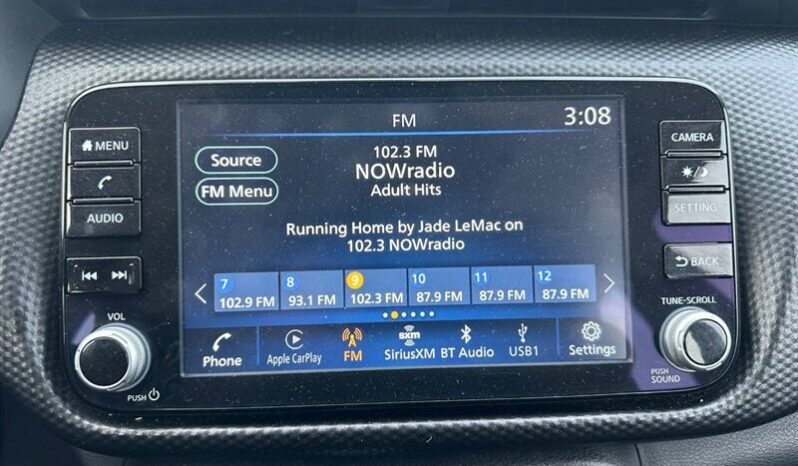 FM
3:08
MENU
AUDIO
VOL
PUSH
Source
FM Menu
102.3 FM
NOWradio
Adult Hits
Running Home by Jade LeMac on
102.3 NOWradio
7
102.9 FM
8
93.1 FM
9
102.3 FM
10
87.9 FM
11
87.9 FM
12
87.9 FM
Phone
Apple CarPlay
FM
sxm
SiriusXM
BT Audio
USB1
Settings
CAMERA
SETTING
BACK
TUNE·SCROLL
PUSH
SOUND